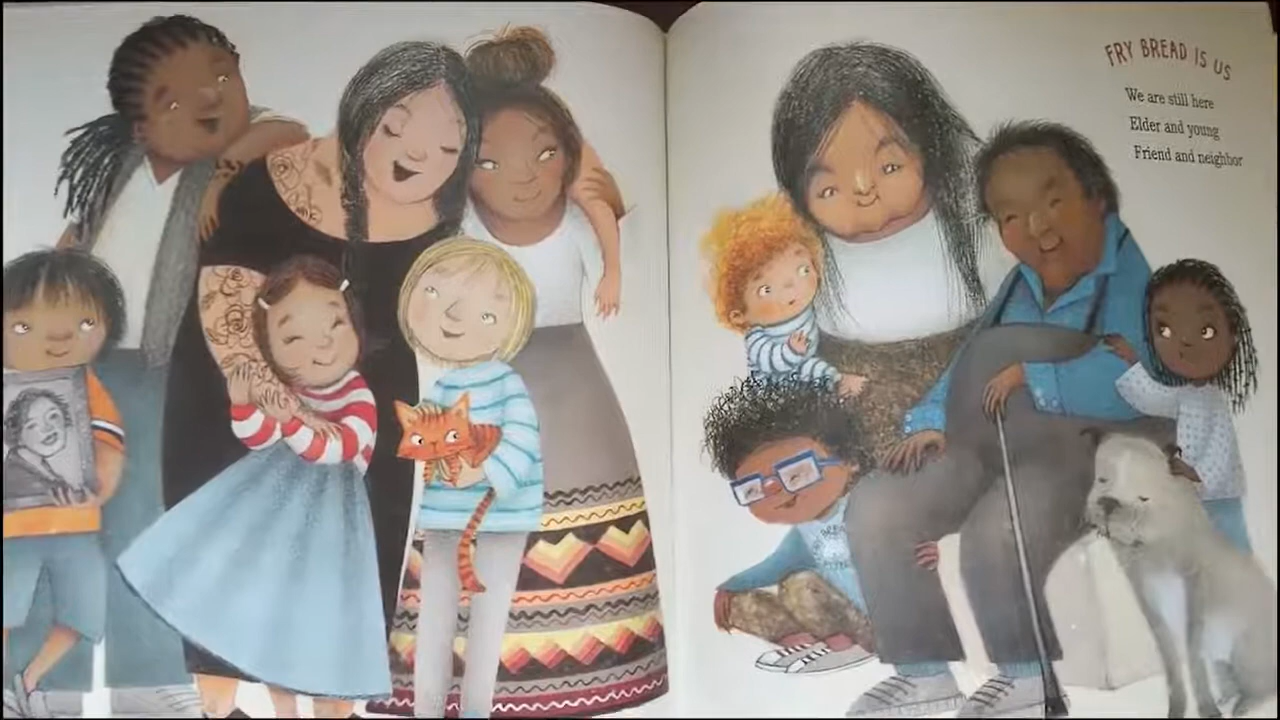 FRY BREAD IS US
We are still here
Elder and young
Friend and neighbor